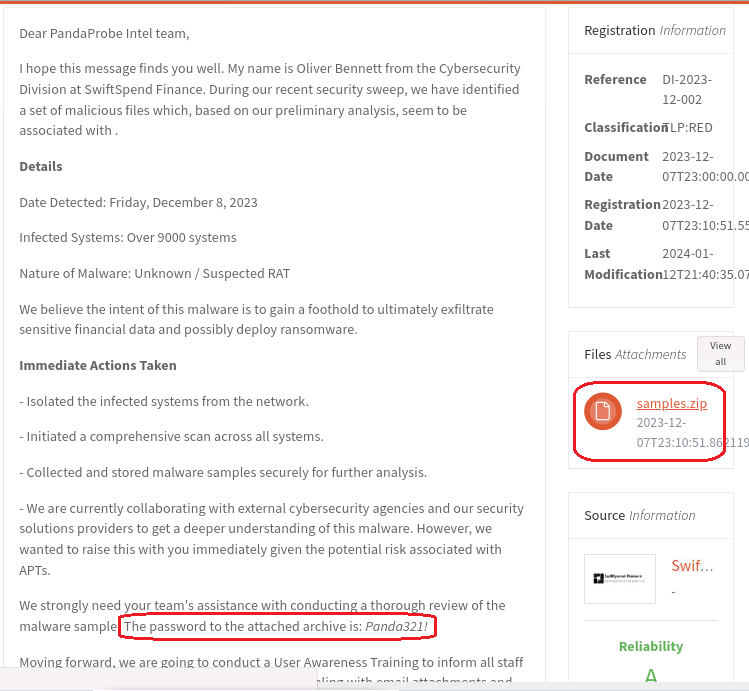 Dear PandaProbe Intel team,
I hope this message finds you well. My name is Oliver Bennett from the Cybersecurity
Division at SwiftSpend Finance. During our recent security sweep, we have identified
a set of malicious files which, based on our preliminary analysis, seem to be
associated with .
Details
Date Detected: Friday, December 8, 2023
Infected Systems: Over 9000 systems
Nature of Malware: Unknown / Suspected RAT
We believe the intent of this malware is to gain a foothold to ultimately exfiltrate
sensitive financial data and possibly deploy ransomware.
Immediate Actions Taken
- Isolated the infected systems from the network.
- Initiated a comprehensive scan across all systems.
- Collected and stored malware samples securely for further analysis.
- We are currently collaborating with external cybersecurity agencies and our security
solutions providers to get a deeper understanding of this malware. However, we
wanted to raise this with you immediately given the potential risk associated with
APTs.
We strongly need your team's assistance with conducting a thorough review of the
malware sample. The password to the attached archive is: Panda321!
Moving forward, we are going to conduct a User Awareness Training to inform all staff
with email attachments and
Registration Information
Reference DI-2023-
12-002
Classification TLP:RED
Document 2023-12-
Date 07T23:00:00.00
Registration 2023-12-
Date 07T23:10:51.55
Last 2024-01-
Modification 12T21:40:35.07
Files Attachments
View
all
samples.zip
2023-12-
07T23:10:51.862119
Source Information
SwiftSpend Finance
Swif...
-
Reliability
A